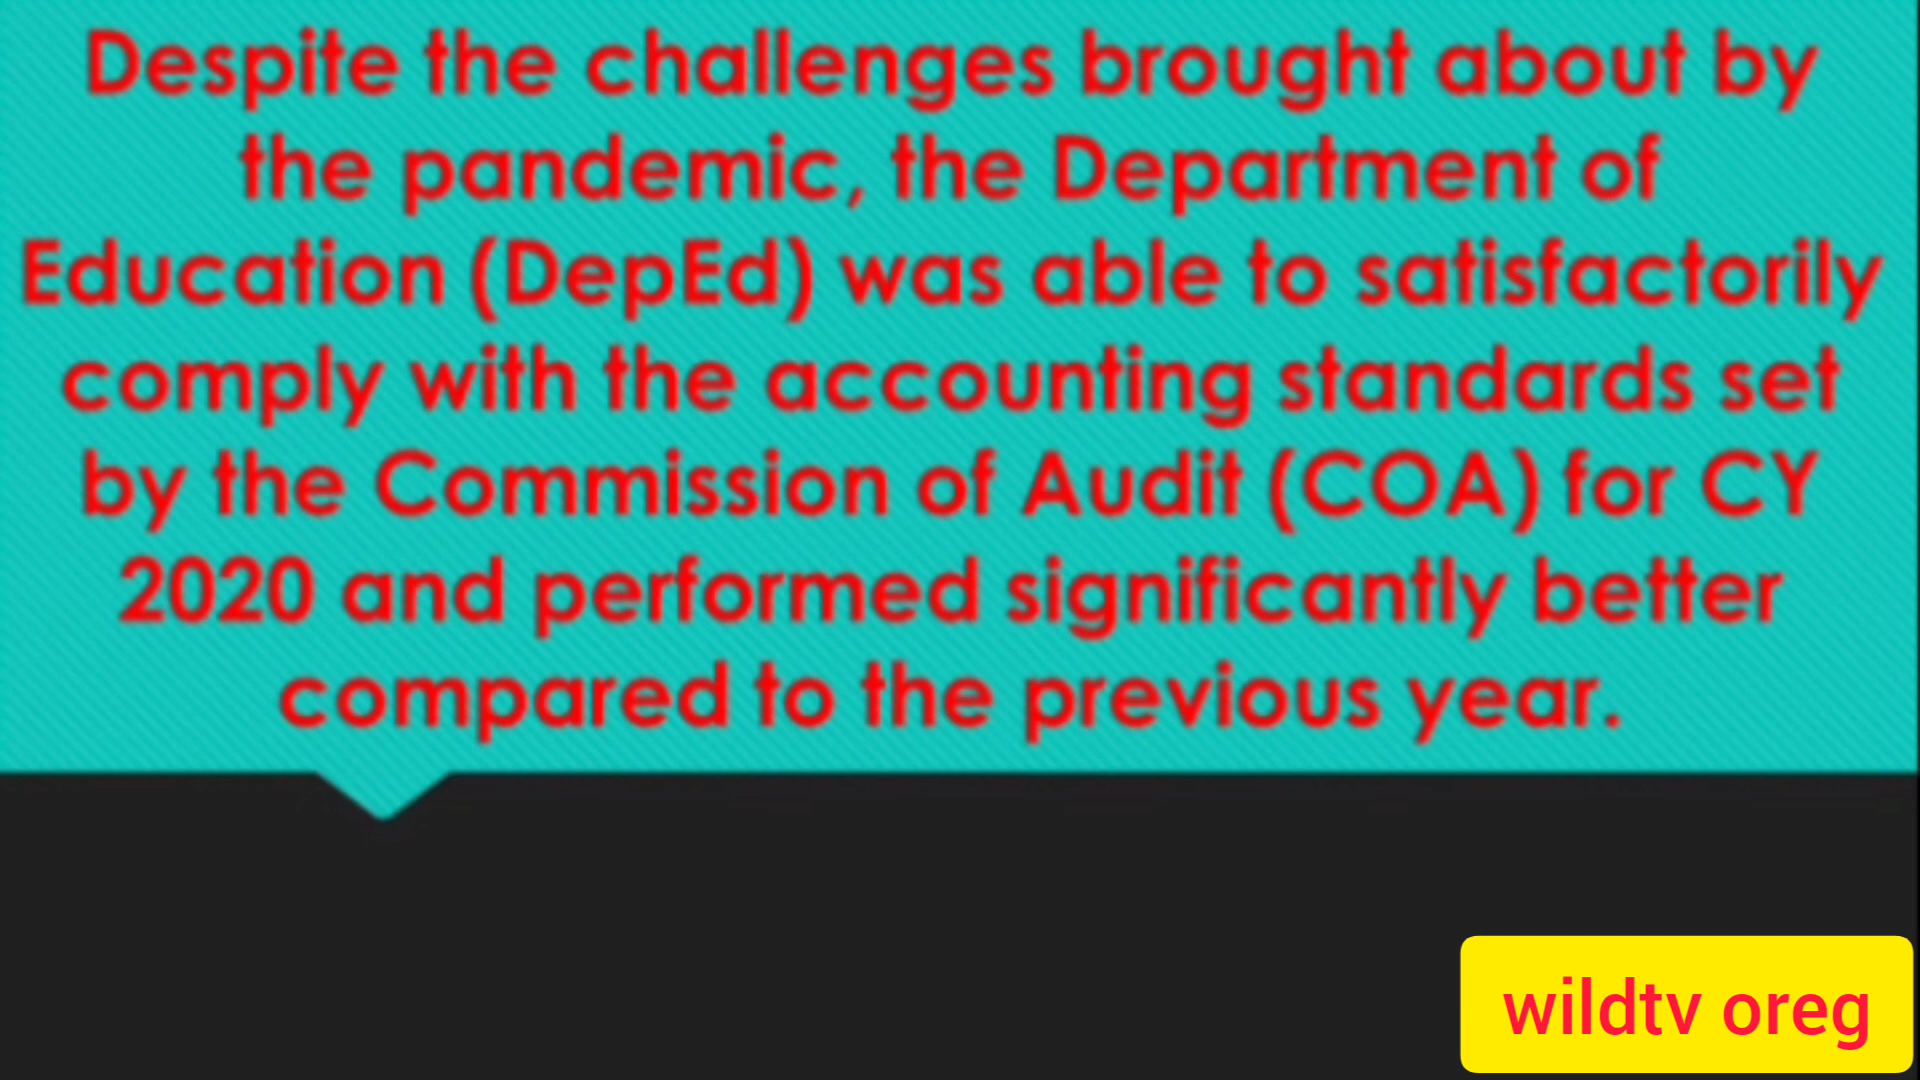 Despite the challenges brought about by
the pandemic, the Department of
Education (DepEd) was able to satisfactorily
comply with the accounting standards set
by the Commission of Audit (COA) for CY
2020 and performed significantly better
compared to the previous year.
wildtv oreg